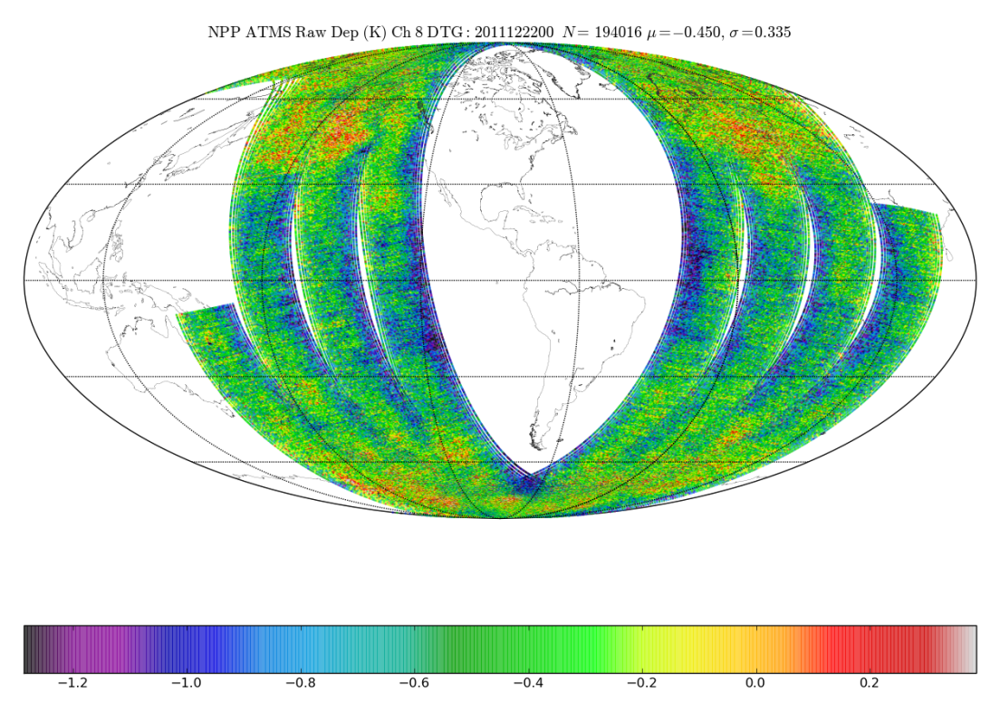 NPP ATMS Raw Dep (K) Ch 8 DTG: 2011122200 N= 194016 μ=−0.450, σ=0.335
−1.2 −1.0 −0.8 −0.6 −0.4 −0.2 0.0 0.2